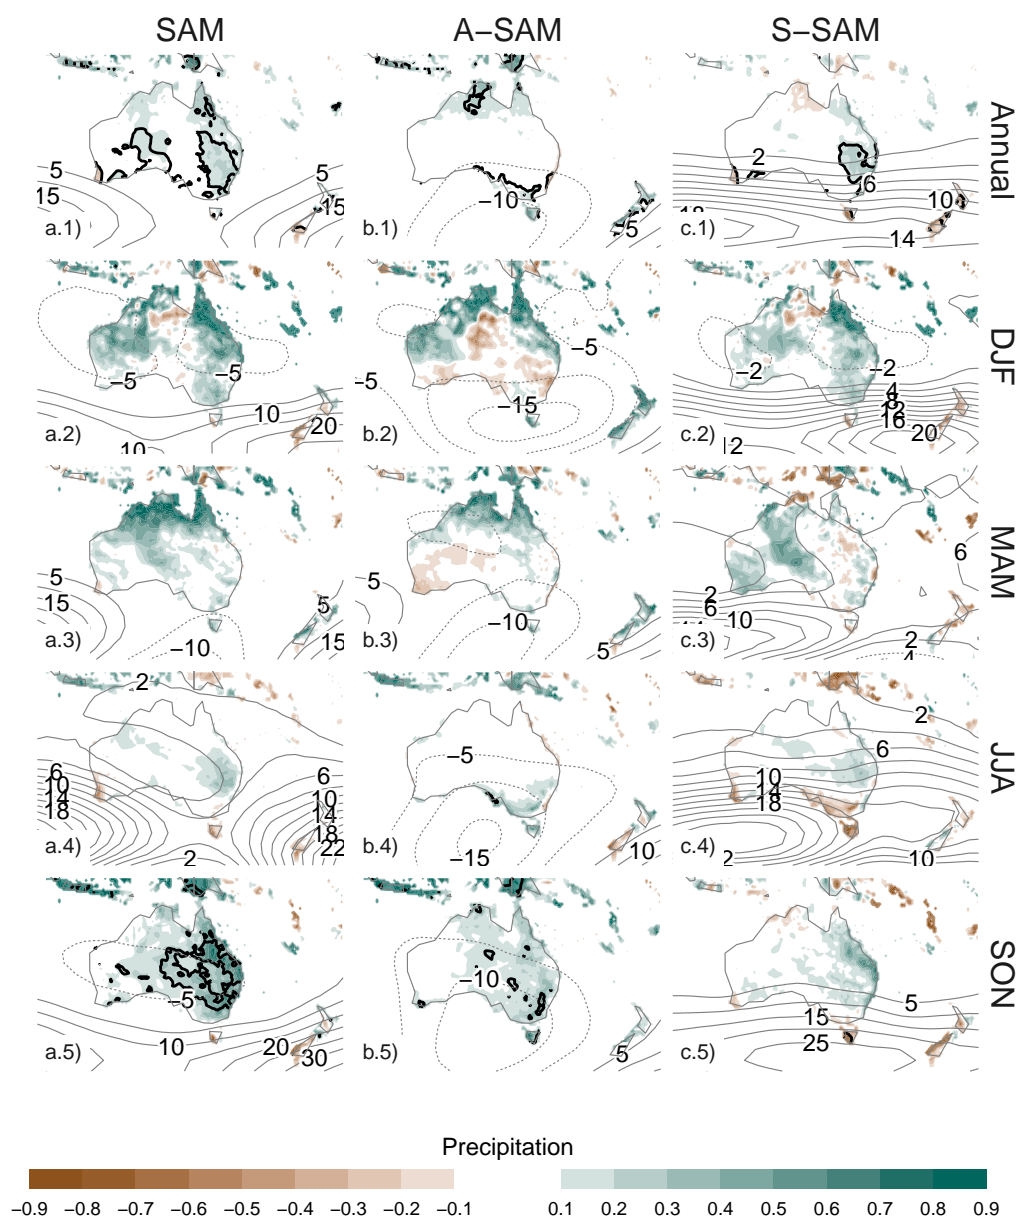 SAM A−SAM S−SAM
Annual
5 5 15 15 a.1)
−10 5 b.1)
2 6 10 14 c.1)
DJF
−5 −5 10 20 10 a.2)
−5 −5 −15 b.2)
−2 −2 4 8 12 16 20 12 c.2)
MAM
5 15 5 −10 15 a.3)
5 −10 5 b.3)
6 2 6 10 2 4 c.3)
JJA
2 6 10 14 18 6 10 14 18 22 2 a.4)
−5 −15 10 b.4)
2 6 10 14 18 10 2 c.4)
SON
−5 10 20 30 a.5)
−10 5 b.5)
5 15 25 c.5)
Precipitation
−0.9 −0.8 −0.7 −0.6 −0.5 −0.4 −0.3 −0.2 −0.1 0.1 0.2 0.3 0.4 0.5 0.6 0.7 0.8 0.9